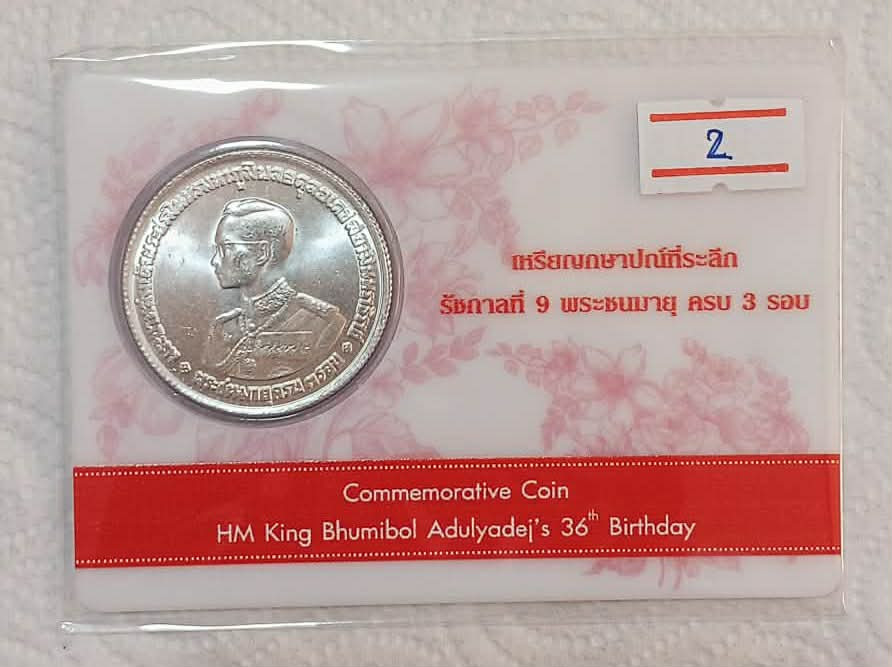 2
เหรียญกษาปณ์ที่ระลึก
รัชกาลที่ 9 พระชนมายุ ครบ 3 รอบ
Commemorative Coin
HM King Bhumibol Adulyadej's 36th Birthday